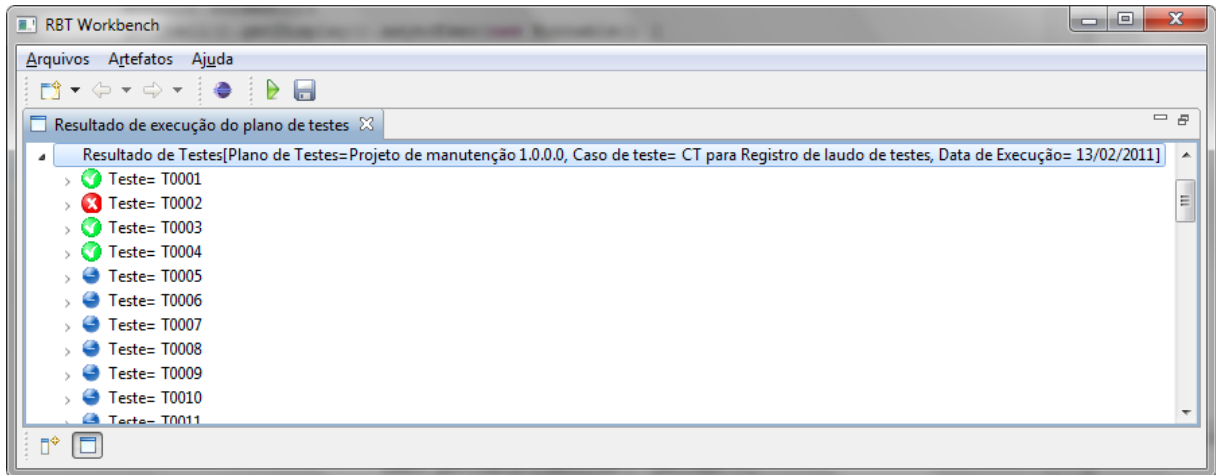 RBT Workbench
Arquivos Artefatos Ajuda
Resultado de execução do plano de testes
Resultado de Testes[Plano de Testes=Projeto de manutenção 1.0.0.0, Caso de teste= CT para Registro de laudo de testes, Data de Execução= 13/02/2011]
Teste= T0001
Teste= T0002
Teste= T0003
Teste= T0004
Teste= T0005
Teste= T0006
Teste= T0007
Teste= T0008
Teste= T0009
Teste= T0010
Teste= T0011